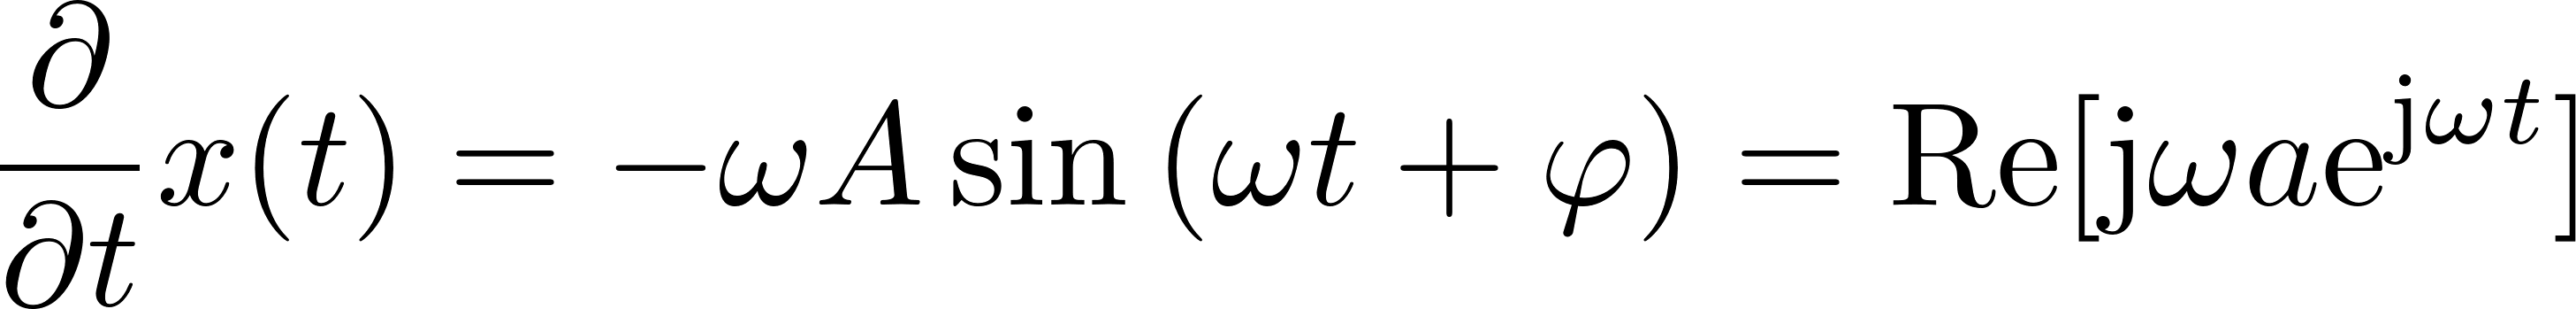 ∂/∂t x(t) = −ωA sin (ωt + φ) = Re[jωae^{jωt}]